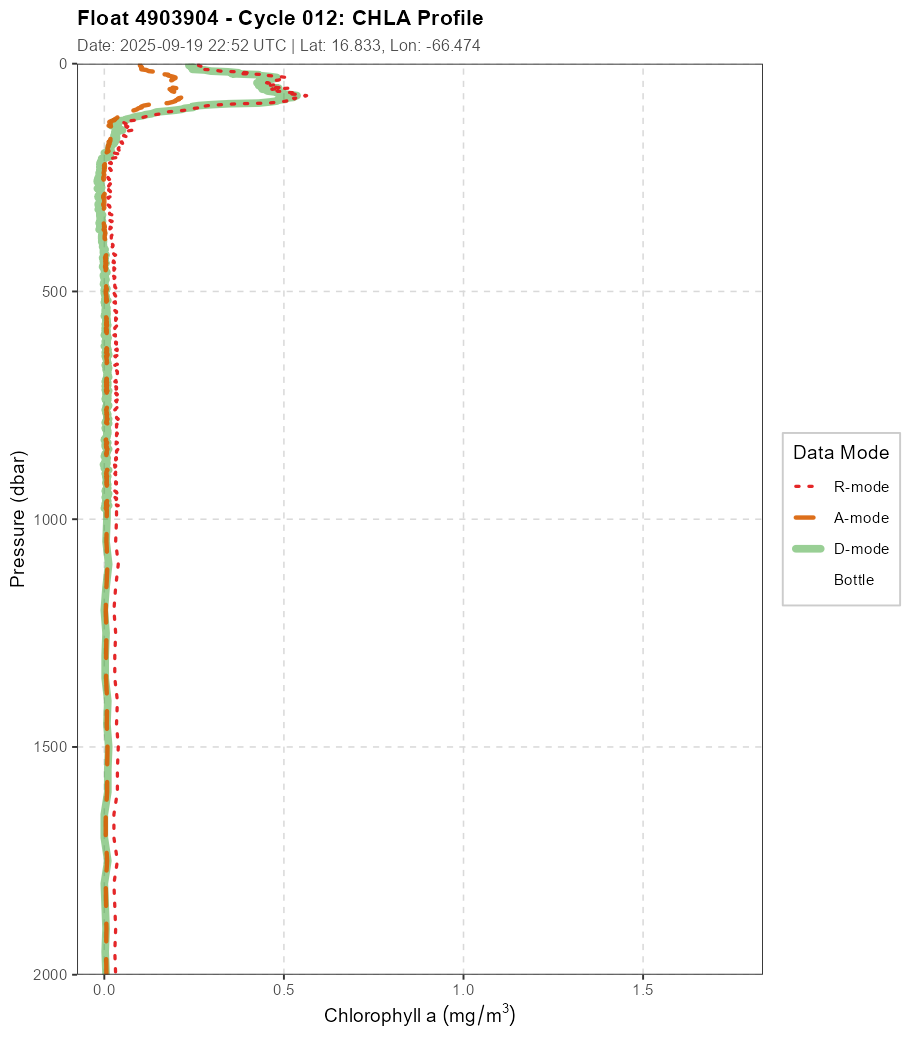 Float 4903904 - Cycle 012: CHLA Profile
Date: 2025-09-19 22:52 UTC | Lat: 16.833, Lon: -66.474
0
500
1000
1500
2000
Pressure (dbar)
0.0 0.5 1.0 1.5
Chlorophyll a (mg/m³)
Data Mode
R-mode
A-mode
D-mode
Bottle